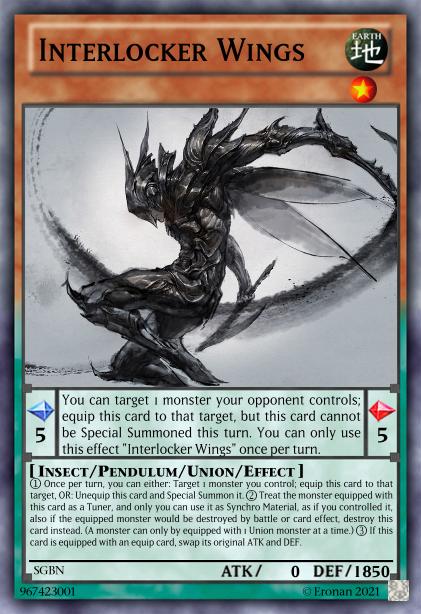 INTERLOCKER WINGS
EARTH
地
You can target 1 monster your opponent controls;
equip this card to that target, but this card cannot
be Special Summoned this turn. You can only use
this effect "Interlocker Wings" once per turn.
5
5
[INSECT/PENDULUM/UNION/EFFECT]
① Once per turn, you can either: Target 1 monster you control; equip this card to that
target, OR: Unequip this card and Special Summon it. ② Treat the monster equipped with
this card as a Tuner, and only you can use it as Synchro Material, as if you controlled it,
also if the equipped monster would be destroyed by battle or card effect, destroy this
card instead. (A monster can only by equipped with 1 Union monster at a time.) ③ If this
card is equipped with an equip card, swap its original ATK and DEF.
SGBN ATK/ 0 DEF/1850
967423001 © Eronan 2021